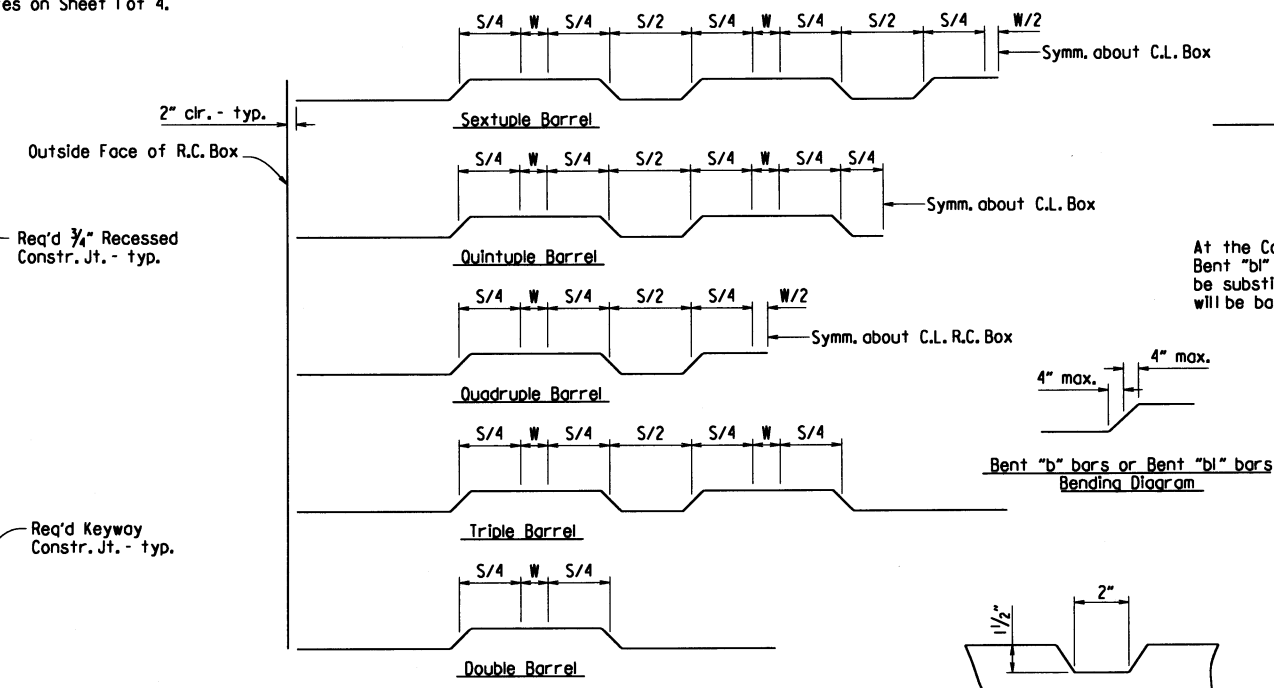 es on Sheet 1 of 4.
S/4 W S/4 S/2 S/4 W S/4 S/2 S/4 W/2
Symm. about C.L. Box
2" clr. - typ.
Sextuple Barrel
Outside Face of R.C. Box
S/4 W S/4 S/2 S/4 W S/4 S/4
Symm. about C.L. Box
Req'd 3/4" Recessed
Constr. Jt. - typ.
Quintuple Barrel
At the Co
Bent "b1"
be substi
will be ba
S/4 W S/4 S/2 S/4 W/2
Symm. about C.L. R.C. Box
4" max.
4" max.
Quadruple Barrel
S/4 W S/4 S/2 S/4 W S/4
Bent "b" bars or Bent "b1" bars
Bending Diagram
Req'd Keyway
Constr. Jt. - typ.
Triple Barrel
S/4 W S/4
2"
1 1/2"
Double Barrel